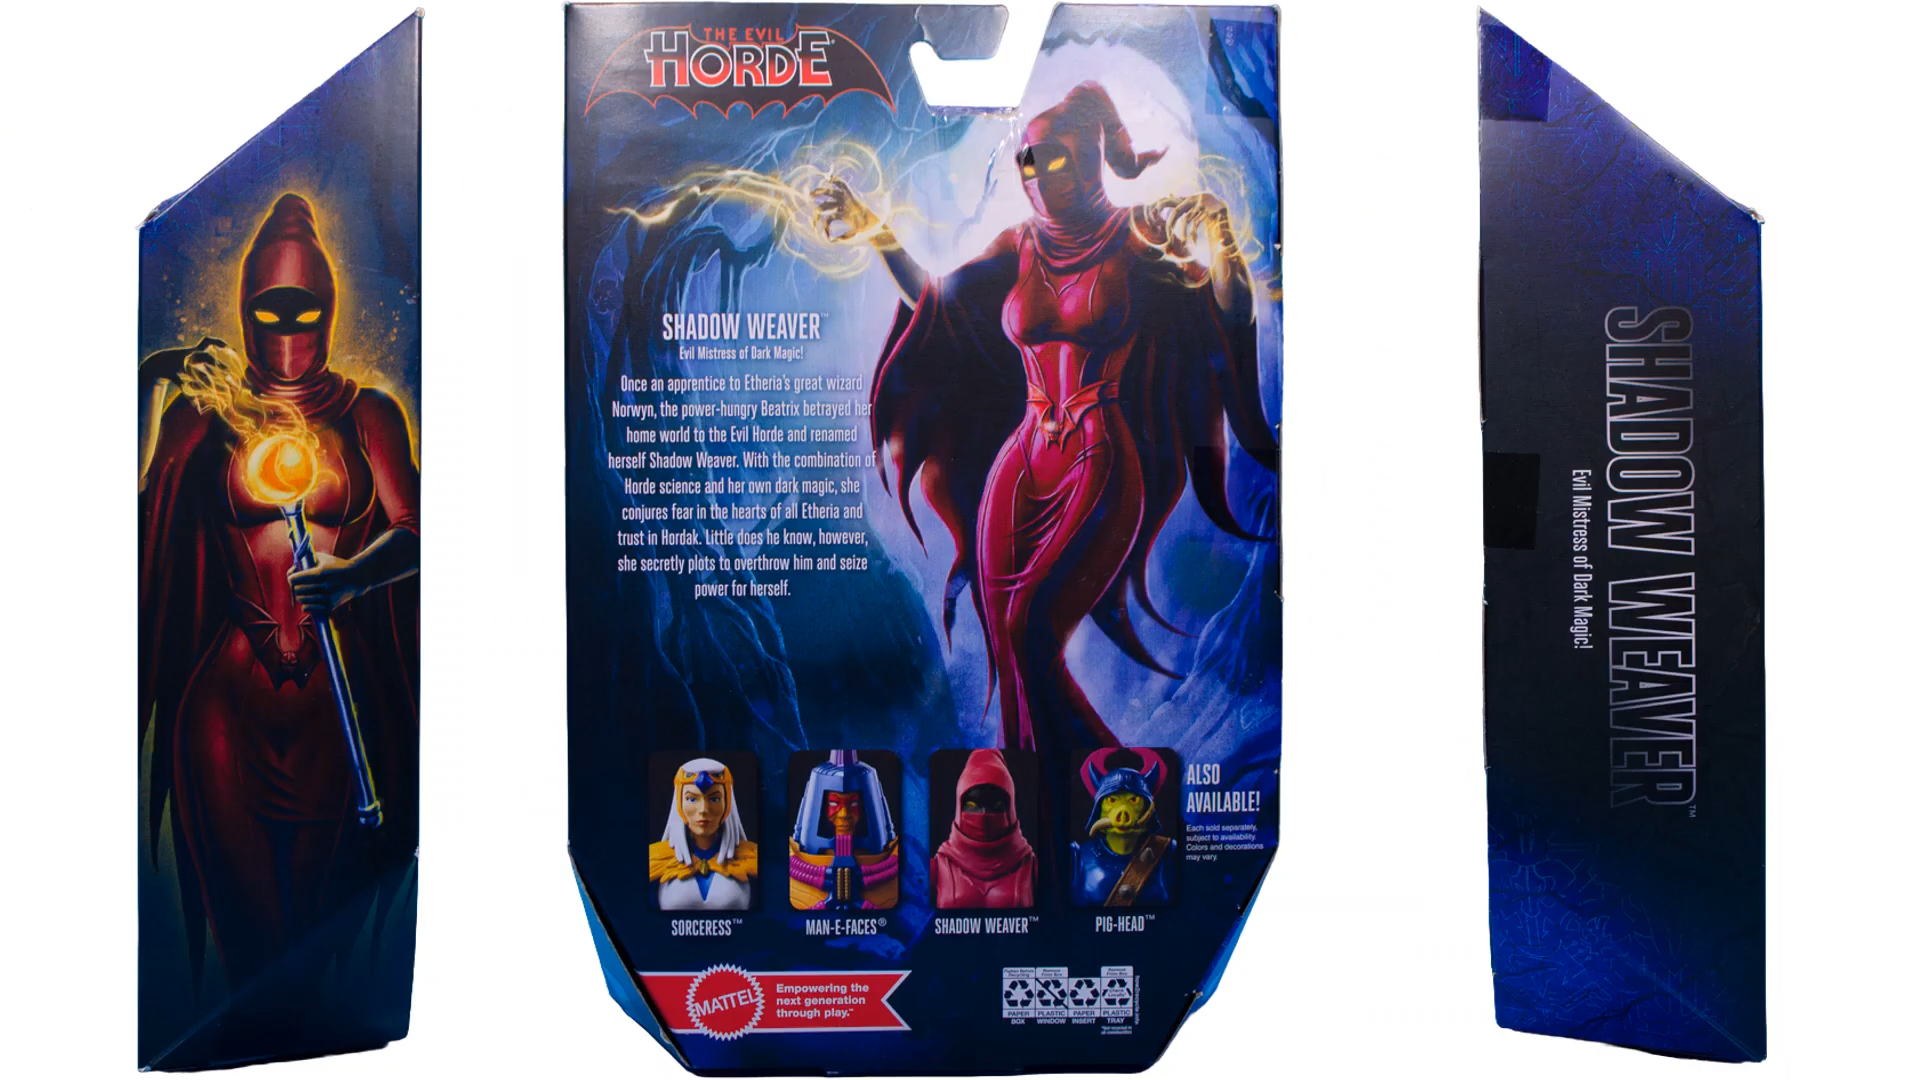 THE EVIL
HORDE
SHADOW WEAVER™
Evil Mistress of Dark Magic!
Once an apprentice to Etheria's great wizard
Norwyn, the power-hungry Beatrix betrayed her
home world to the Evil Horde and renamed
herself Shadow Weaver. With the combination of
Horde science and her own dark magic, she
conjures fear in the hearts of all Etheria and
trust in Hordak. Little does he know, however,
she secretly plots to overthrow him and seize
power for herself.
ALSO
AVAILABLE!
Each sold separately,
subject to availability.
Colors and decorations
may vary.
SORCERESS™
MAN-E-FACES®
SHADOW WEAVER™
PIG-HEAD™
MATTEL
Empowering the
next generation
through play.™
PAPER
BOX
PLASTIC
WINDOW
PAPER
INSERT
PLASTIC
TRAY
SHADOW WEAVER™
Evil Mistress of Dark Magic!